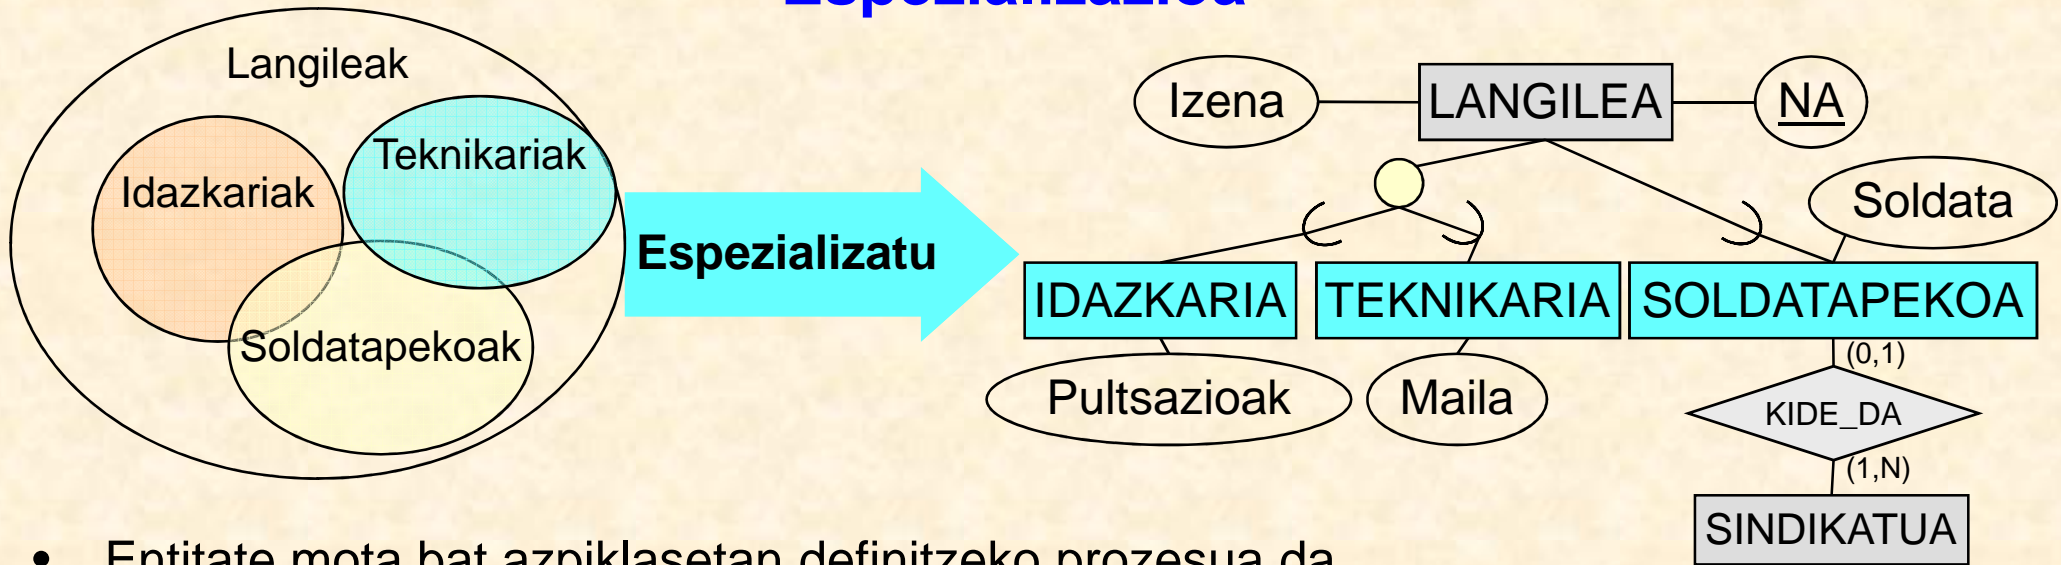 Espezializazioa
Langileak
Teknikariak
Idazkariak
Soldatapekoak
Espezializatu
Izena
LANGILEA
NA
Soldata
IDAZKARIA
TEKNIKARIA
SOLDATAPEKOA
(0,1)
Pultsazioak
Maila
KIDE_DA
(1,N)
SINDIKATUA
• Entitate mota bat azpiklasetan definitzeko prozesua da